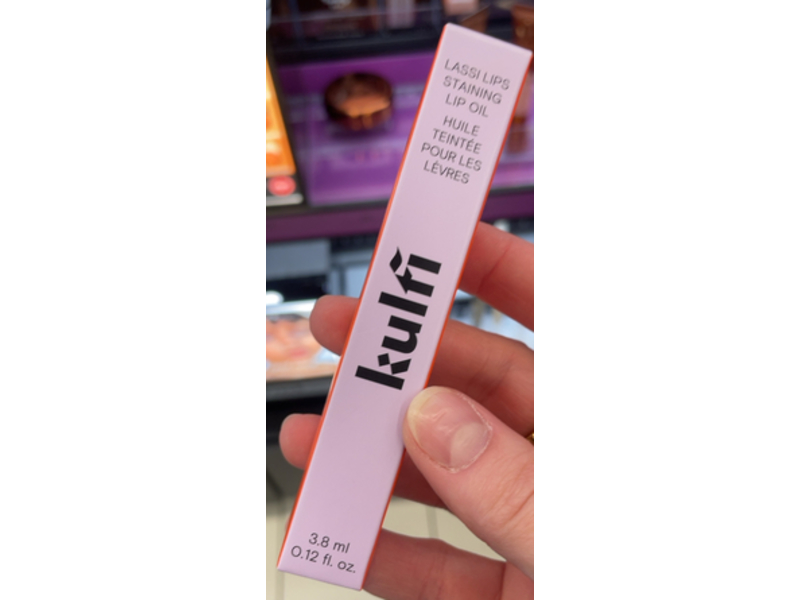 LASSI LIPS
STAINING
LIP OIL
HUILE
TEINTÉE
POUR LES
LÈVRES
kulfi
3.8 ml
0.12 fl. oz.